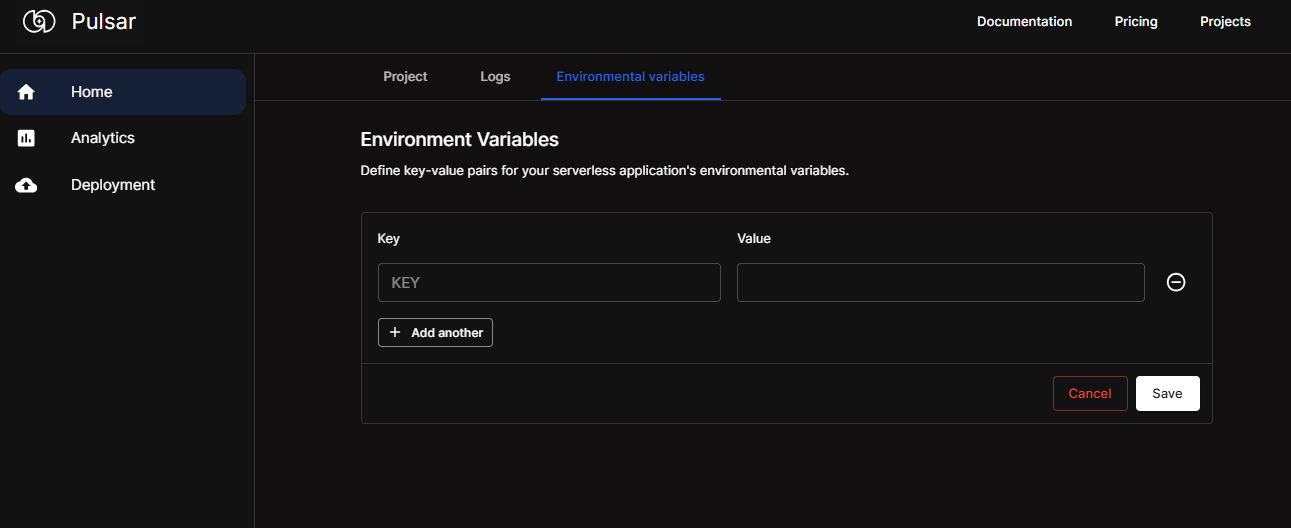 Pulsar
Documentation Pricing Projects
Home
Analytics
Deployment
Project Logs Environmental variables
Environment Variables
Define key-value pairs for your serverless application's environmental variables.
Key Value
KEY
+ Add another
Cancel Save